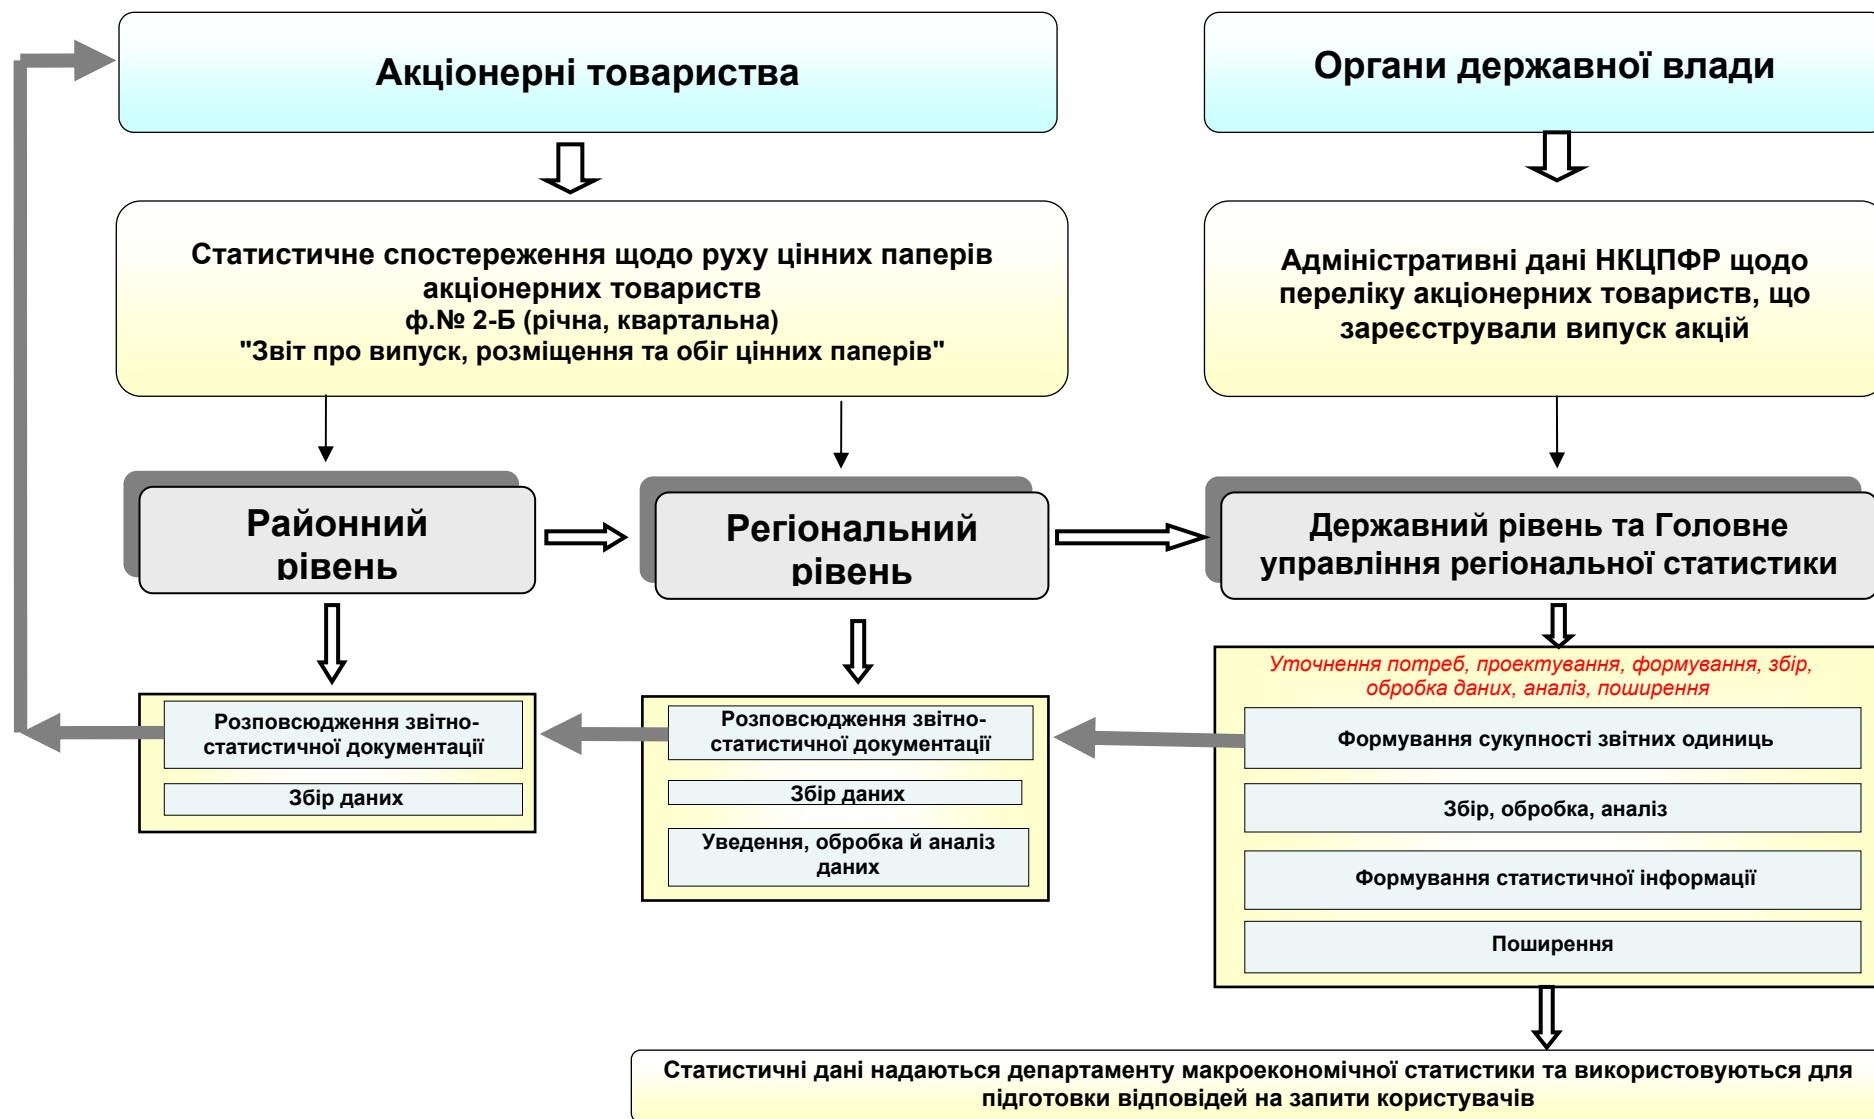 Акціонерні товариства
Органи державної влади
Статистичне спостереження щодо руху цінних паперів
акціонерних товариств
ф.№ 2-Б (річна, квартальна)
"Звіт про випуск, розміщення та обіг цінних паперів"
Адміністративні дані НКЦПФР щодо
переліку акціонерних товариств, що
зареєстрували випуск акцій
Районний
рівень
Регіональний
рівень
Державний рівень та Головне
управління регіональної статистики
Розповсюдження звітно-
статистичної документації
Збір даних
Розповсюдження звітно-
статистичної документації
Збір даних
Уведення, обробка й аналіз
даних
Уточнення потреб, проектування, формування, збір,
обробка даних, аналіз, поширення
Формування сукупності звітних одиниць
Збір, обробка, аналіз
Формування статистичної інформації
Поширення
Статистичні дані надаються департаменту макроекономічної статистики та використовуються для
підготовки відповідей на запити користувачів